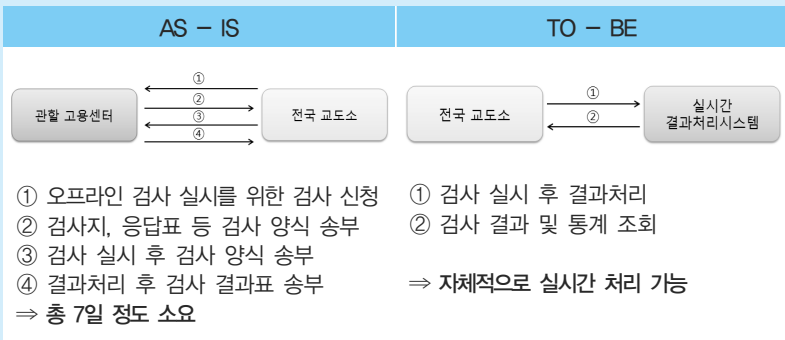 AS - IS
TO - BE
관할 고용센터
①
②
③
④
전국 교도소
전국 교도소
①
②
실시간
결과처리시스템
① 오프라인 검사 실시를 위한 검사 신청
② 검사지, 응답표 등 검사 양식 송부
③ 검사 실시 후 검사 양식 송부
④ 결과처리 후 검사 결과표 송부
⇒ 총 7일 정도 소요
① 검사 실시 후 결과처리
② 검사 결과 및 통계 조회
⇒ 자체적으로 실시간 처리 가능